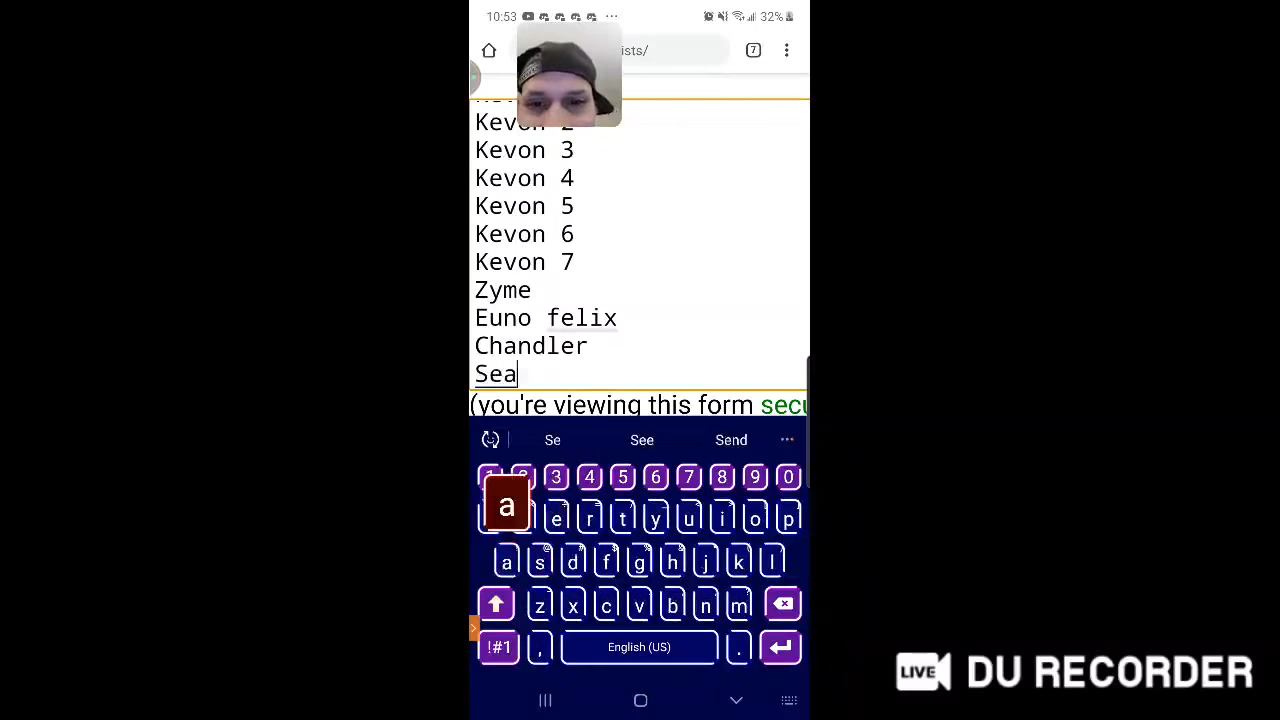 10:53
32%
ists/
7
Kevon 2
Kevon 3
Kevon 4
Kevon 5
Kevon 6
Kevon 7
Zyme
Euno felix
Chandler
Sea
(you're viewing this form secu
Se See Send
3 4 5 6 7 8 9 0
a
e r t y u i o p
a s d f g h j k l
z x c v b n m
!#1 , English (US) .
LIVE DU RECORDER